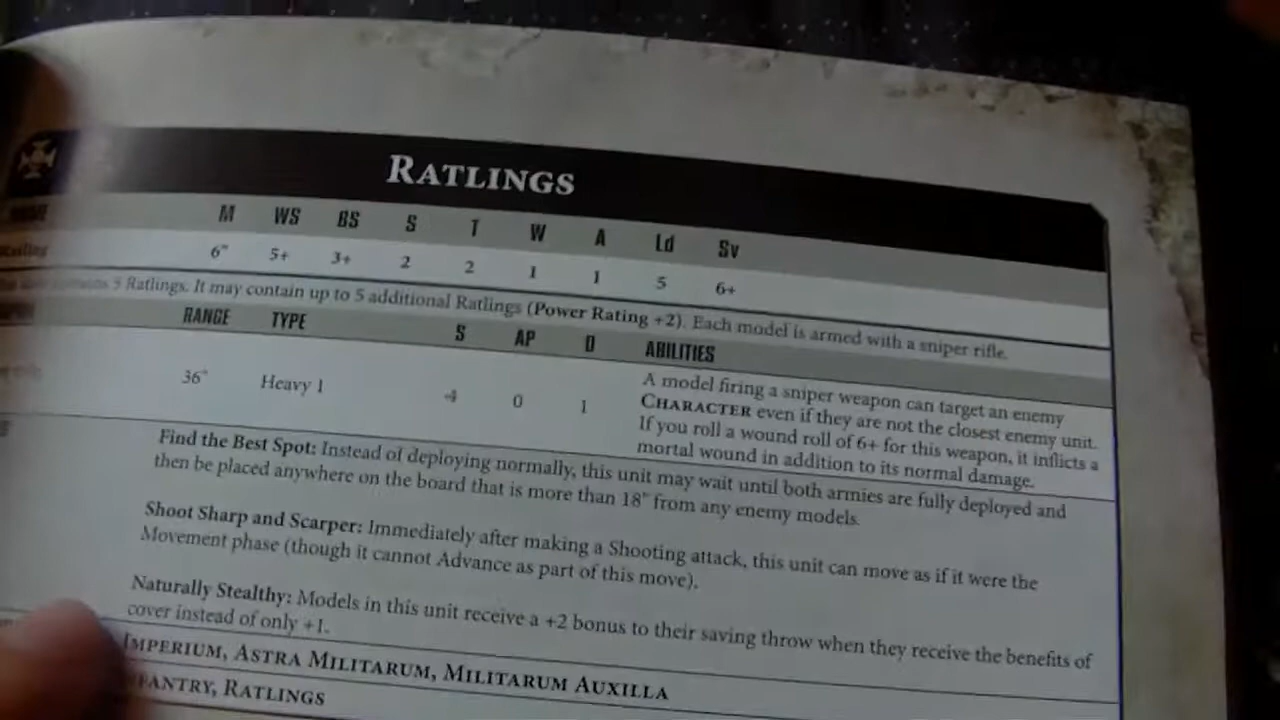 RATLINGS
M WS BS S T W A Ld Sv
6" 5+ 3+ 2 2 1 1 5 6+
5 Ratlings. It may contain up to 5 additional Ratlings (Power Rating +2). Each model is armed with a sniper rifle.
RANGE TYPE S AP D ABILITIES
36" Heavy 1 4 0 1 A model firing a sniper weapon can target an enemy
CHARACTER even if they are not the closest enemy unit.
If you roll a wound roll of 6+ for this weapon, it inflicts a
mortal wound in addition to its normal damage.
Find the Best Spot: Instead of deploying normally, this unit may wait until both armies are fully deployed and
then be placed anywhere on the board that is more than 18" from any enemy models.
Shoot Sharp and Scarper: Immediately after making a Shooting attack, this unit can move as if it were the
Movement phase (though it cannot Advance as part of this move).
Naturally Stealthy: Models in this unit receive a +2 bonus to their saving throw when they receive the benefits of
cover instead of only +1.
IMPERIUM, ASTRA MILITARUM, MILITARUM AUXILLA
NFANTRY, RATLINGS